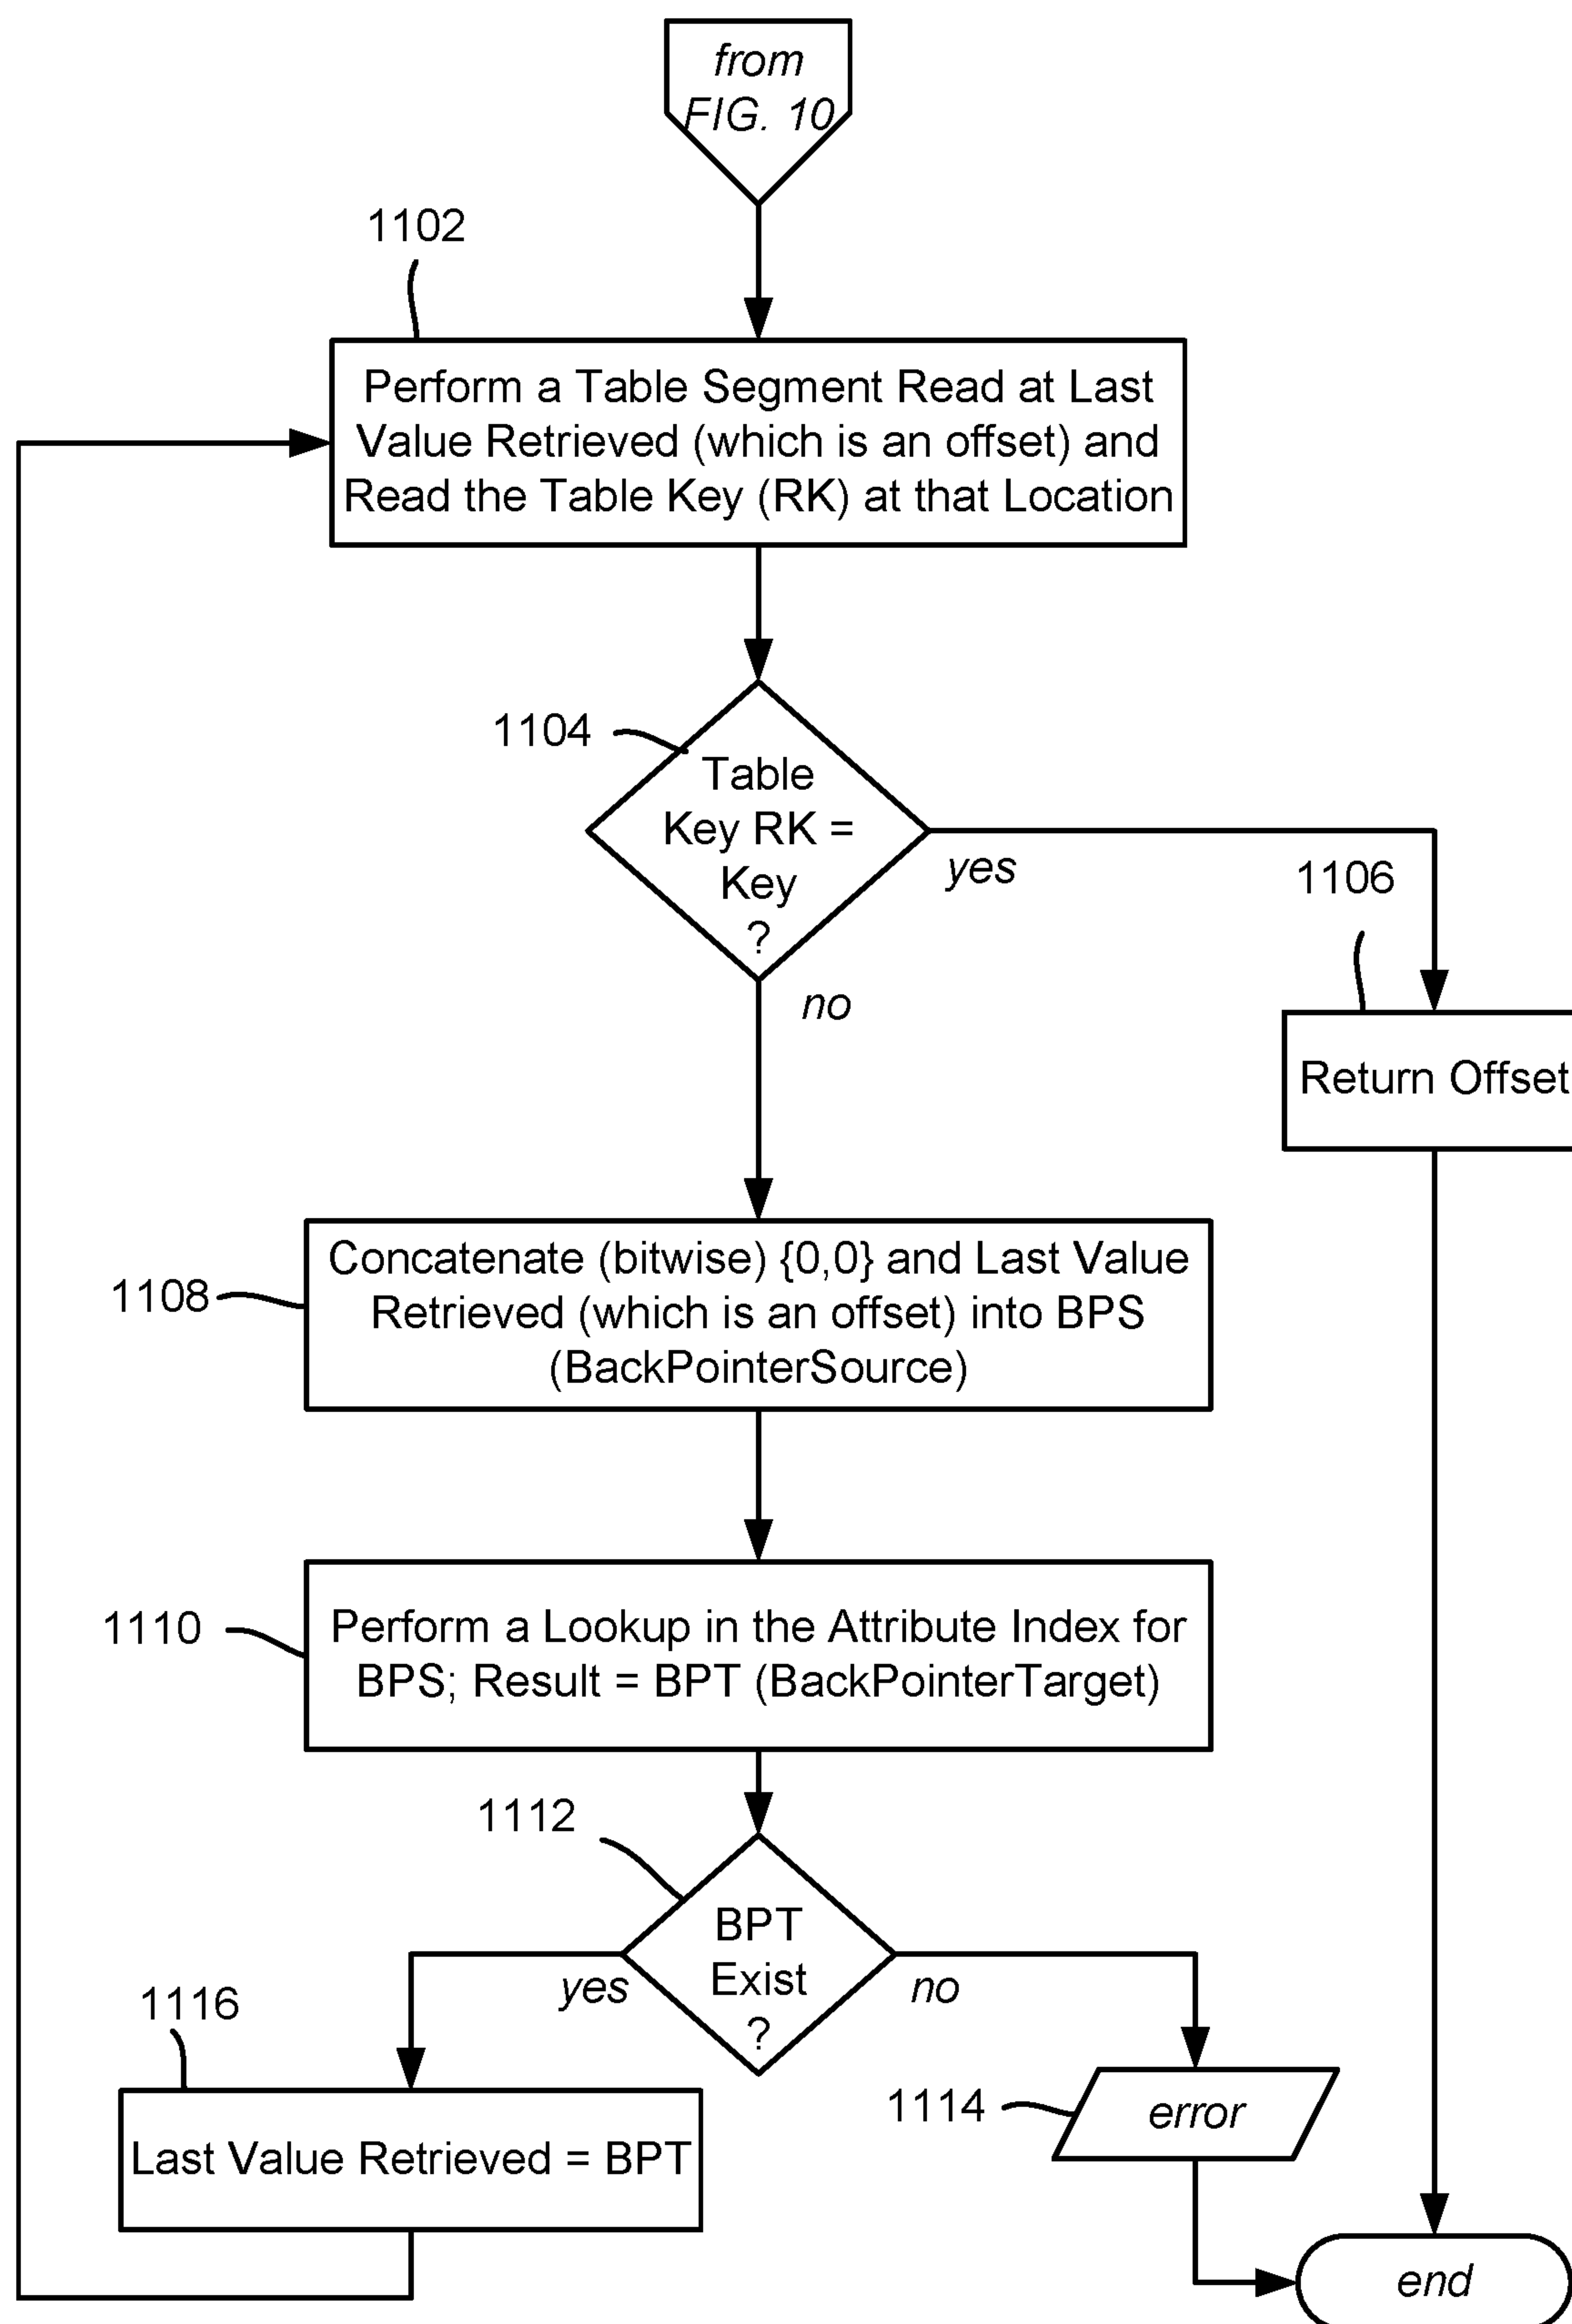 from
FIG. 10
1102
Perform a Table Segment Read at Last
Value Retrieved (which is an offset) and
Read the Table Key (RK) at that Location
1104
Table
Key RK =
Key
?
yes
no
1106
Return Offset
1108
Concatenate (bitwise) {0,0} and Last Value
Retrieved (which is an offset) into BPS
(BackPointerSource)
1110
Perform a Lookup in the Attribute Index for
BPS; Result = BPT (BackPointerTarget)
1112
BPT
Exist
?
yes
no
1116
Last Value Retrieved = BPT
1114
error
end